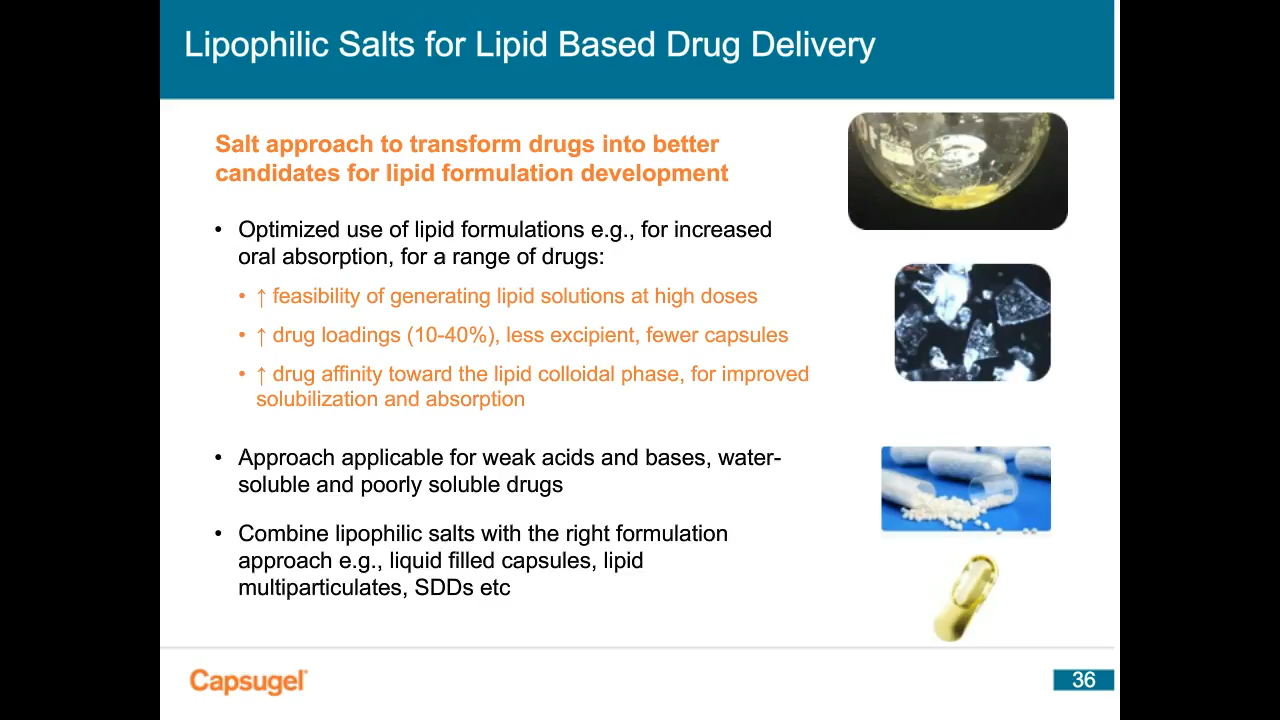 Lipophilic Salts for Lipid Based Drug Delivery
Salt approach to transform drugs into better
candidates for lipid formulation development
• Optimized use of lipid formulations e.g., for increased
oral absorption, for a range of drugs:
• ↑ feasibility of generating lipid solutions at high doses
• ↑ drug loadings (10-40%), less excipient, fewer capsules
• ↑ drug affinity toward the lipid colloidal phase, for improved
solubilization and absorption
• Approach applicable for weak acids and bases, water-
soluble and poorly soluble drugs
• Combine lipophilic salts with the right formulation
approach e.g., liquid filled capsules, lipid
multiparticulates, SDDs etc
Capsugel
36